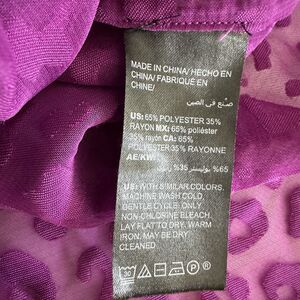 MADE IN CHINA/ HECHO EN
CHINA/ FABRIQUÉ EN
CHINE/
صنع في الصين
US: 65% POLYESTER 35%
RAYON MX: 65% poliéster
35% rayón CA: 65%
POLYESTER 35% RAYONNE
AE/KW:
65% بوليستر 35%
US: WITH SIMILAR COLORS.
MACHINE WASH COLD,
GENTLE CYCLE. ONLY
NON-CHLORINE BLEACH.
LAY FLAT TO DRY. WARM
IRON. MAY BE DRY
CLEANED